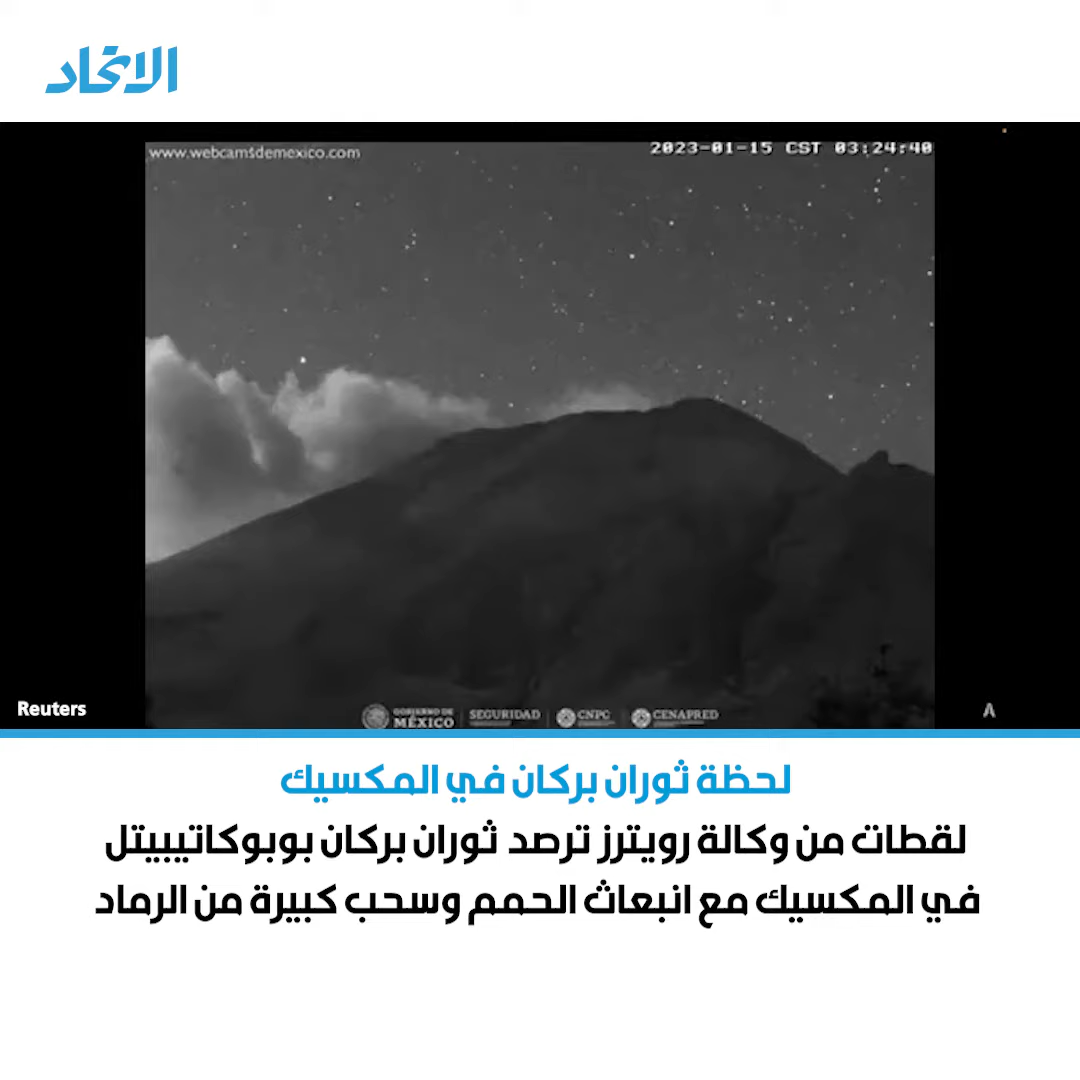 الاتحاد
www.webcamsdemexico.com
2023-01-15 CST 03:24:40
Reuters
GOBIERNO DE
MÉXICO
SEGURIDAD
CNPC
CENAPRED
A
لحظة ثوران بركان في المكسيك
لقطات من وكالة رويترز ترصد ثوران بركان بوبوكاتيبيتل
في المكسيك مع انبعاث الحمم وسحب كبيرة من الرماد